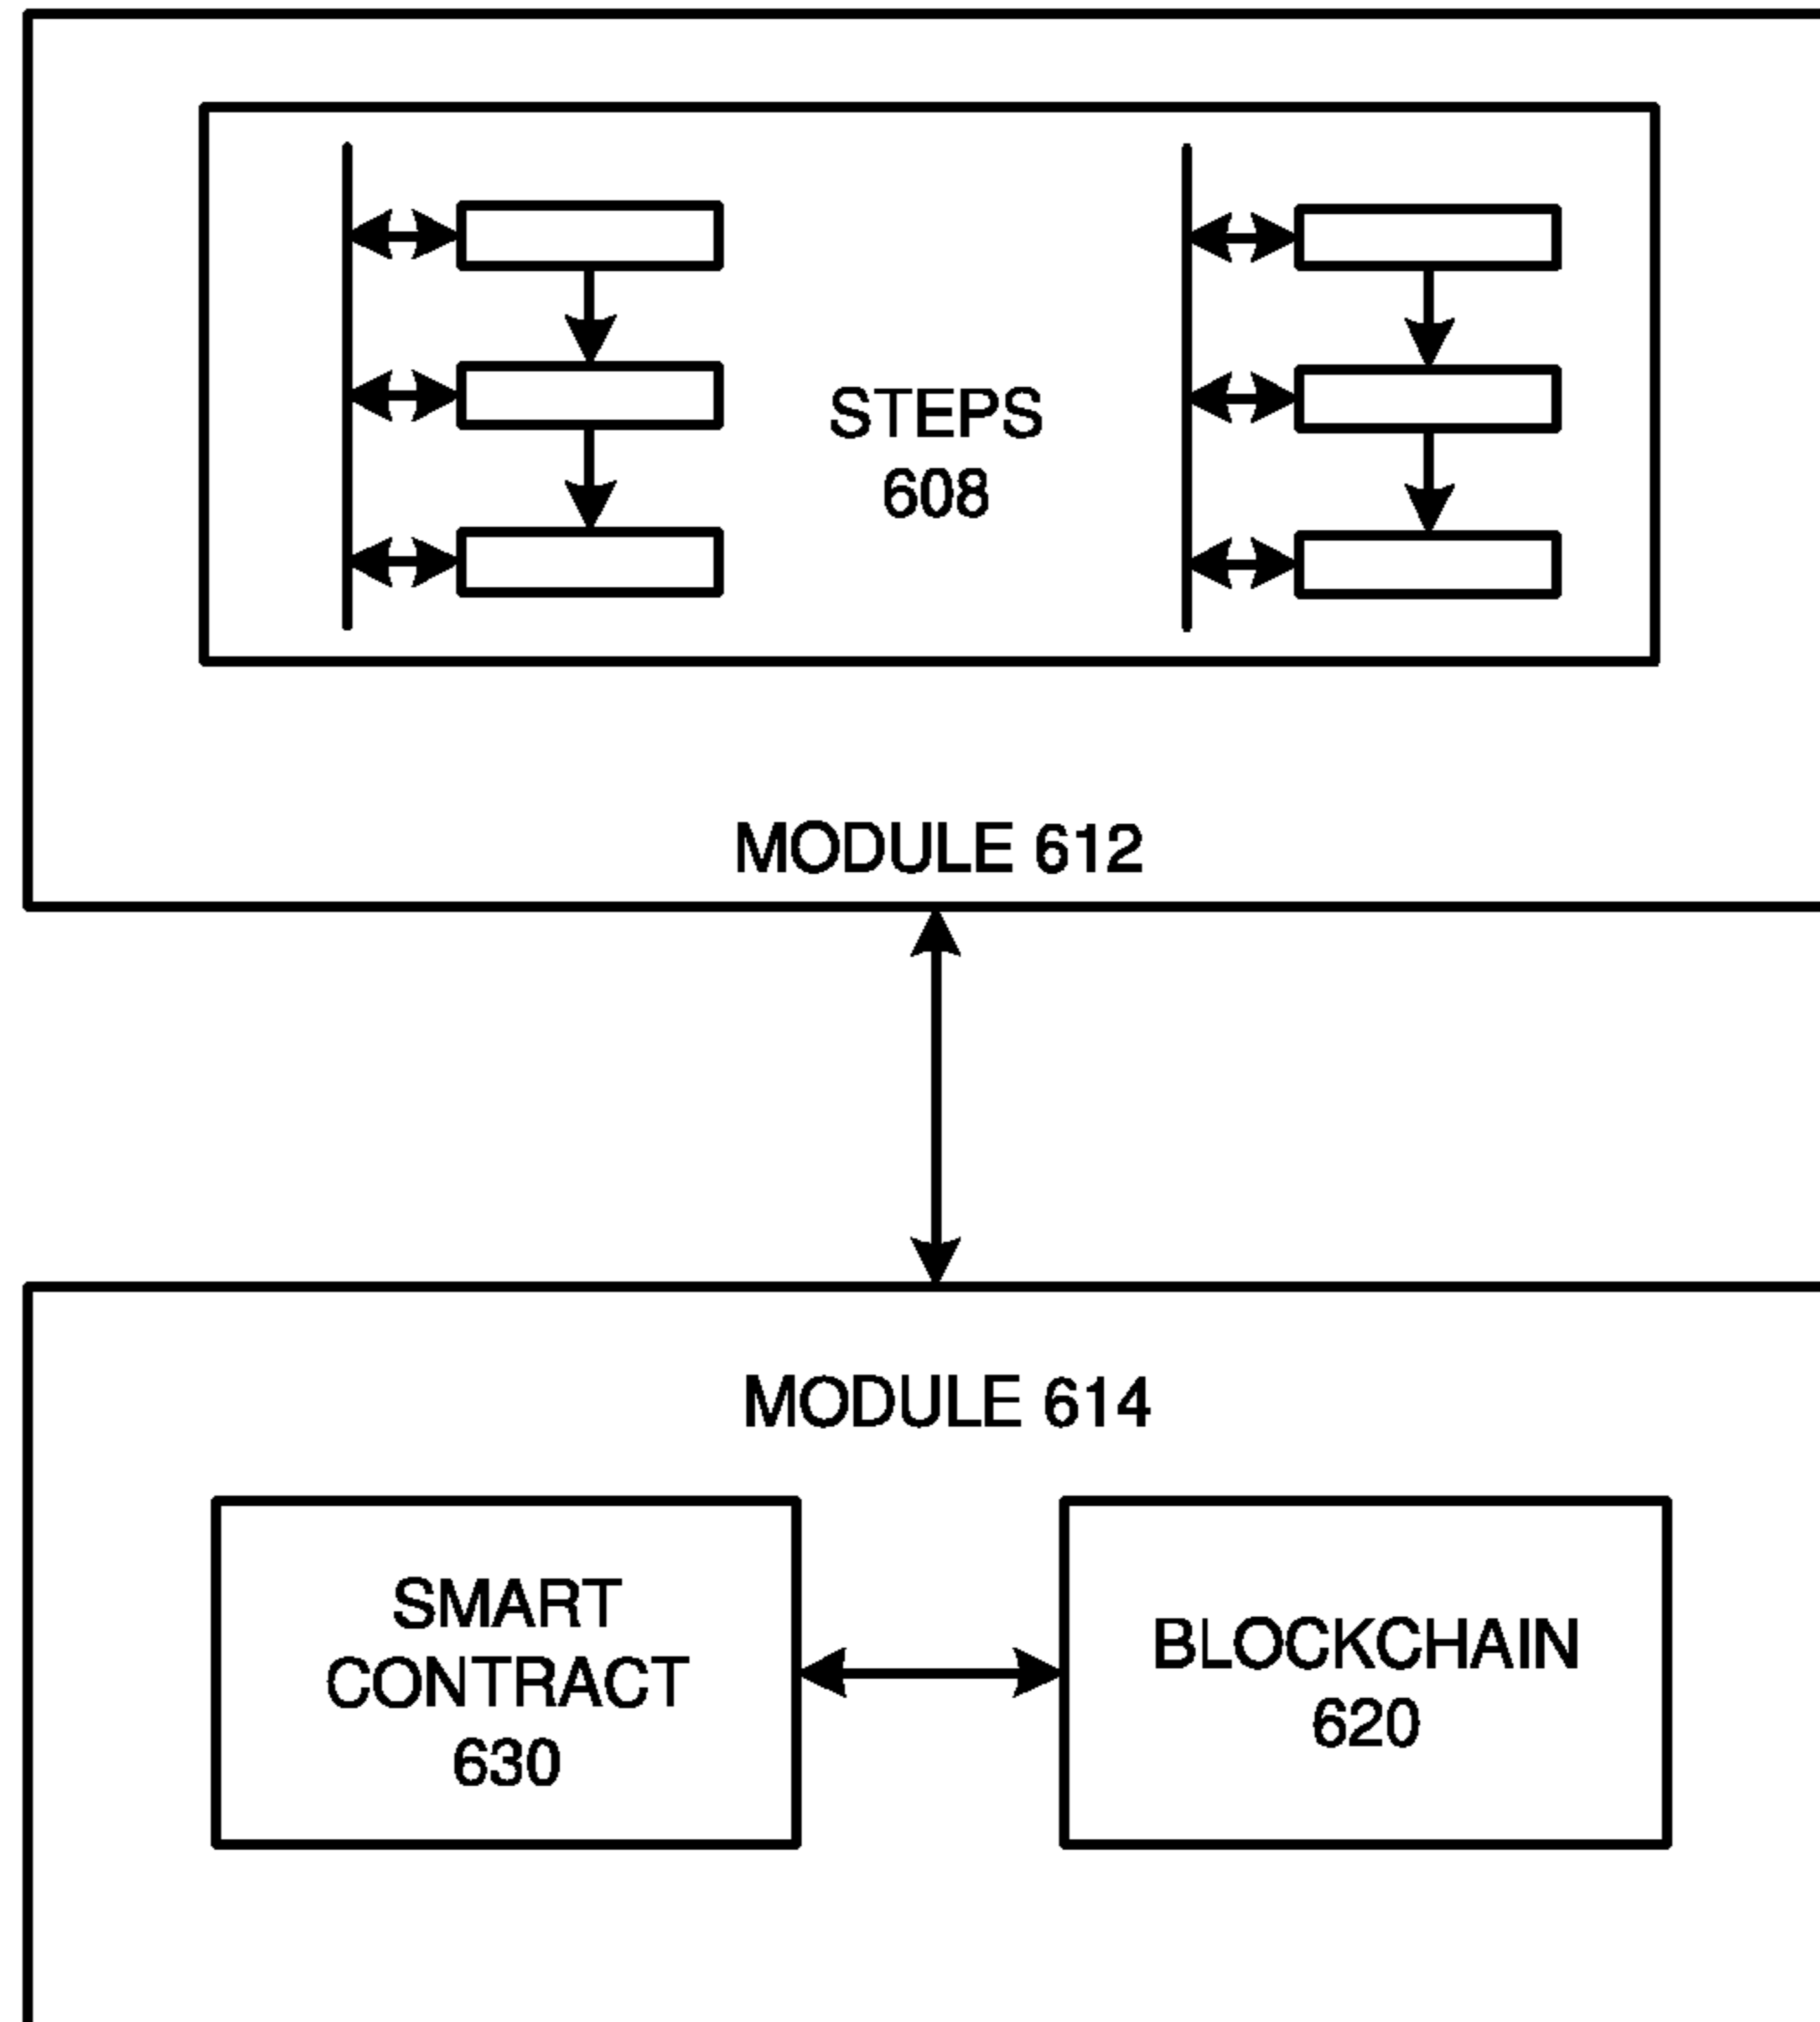 STEPS
608
MODULE 612
MODULE 614
SMART
CONTRACT
630
BLOCKCHAIN
620